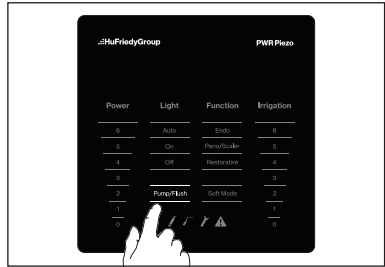 .:HuFriedyGroup PWR Piezo
Power Light Function Irrigation
6 Auto Endo 6
5 On Perio/Scaler 5
4 Off Restorative 4
3 3
2 Pump/Flush Soft Mode 2
1 1
0 0